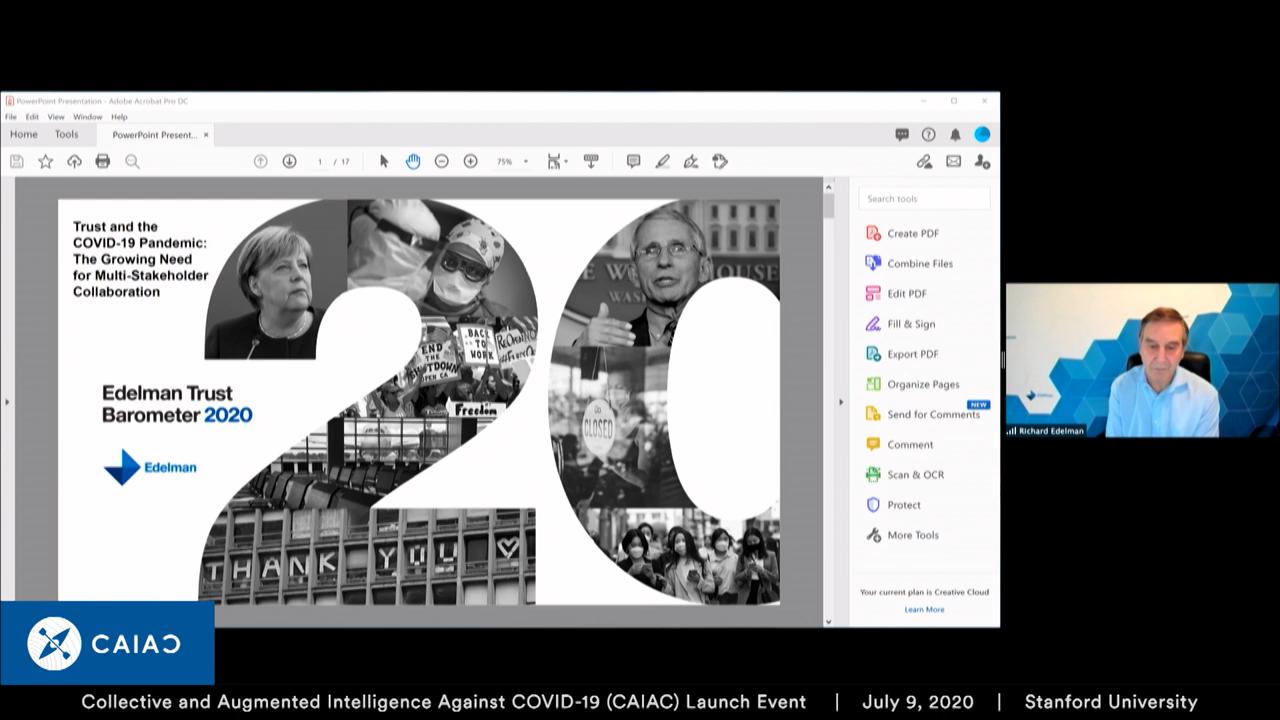 PowerPoint Presentation - Adobe Acrobat Pro DC
File Edit View Window Help
Home Tools PowerPoint Present... ×
1 / 17 75%
Trust and the
COVID-19 Pandemic:
The Growing Need
for Multi-Stakeholder
Collaboration
Edelman Trust
Barometer 2020
Edelman
END
THE
SHUTDOWN
OPEN CA
BACK
TO
WORK
Freedom
CLOSED
THANK YOU
Search tools
Create PDF
Combine Files
Edit PDF
Fill & Sign
Export PDF
Organize Pages
NEW
Send for Comments
Comment
Scan & OCR
Protect
More Tools
Your current plan is Creative Cloud
Learn More
Richard Edelman
CAIAC
Collective and Augmented Intelligence Against COVID-19 (CAIAC) Launch Event | July 9, 2020 | Stanford University